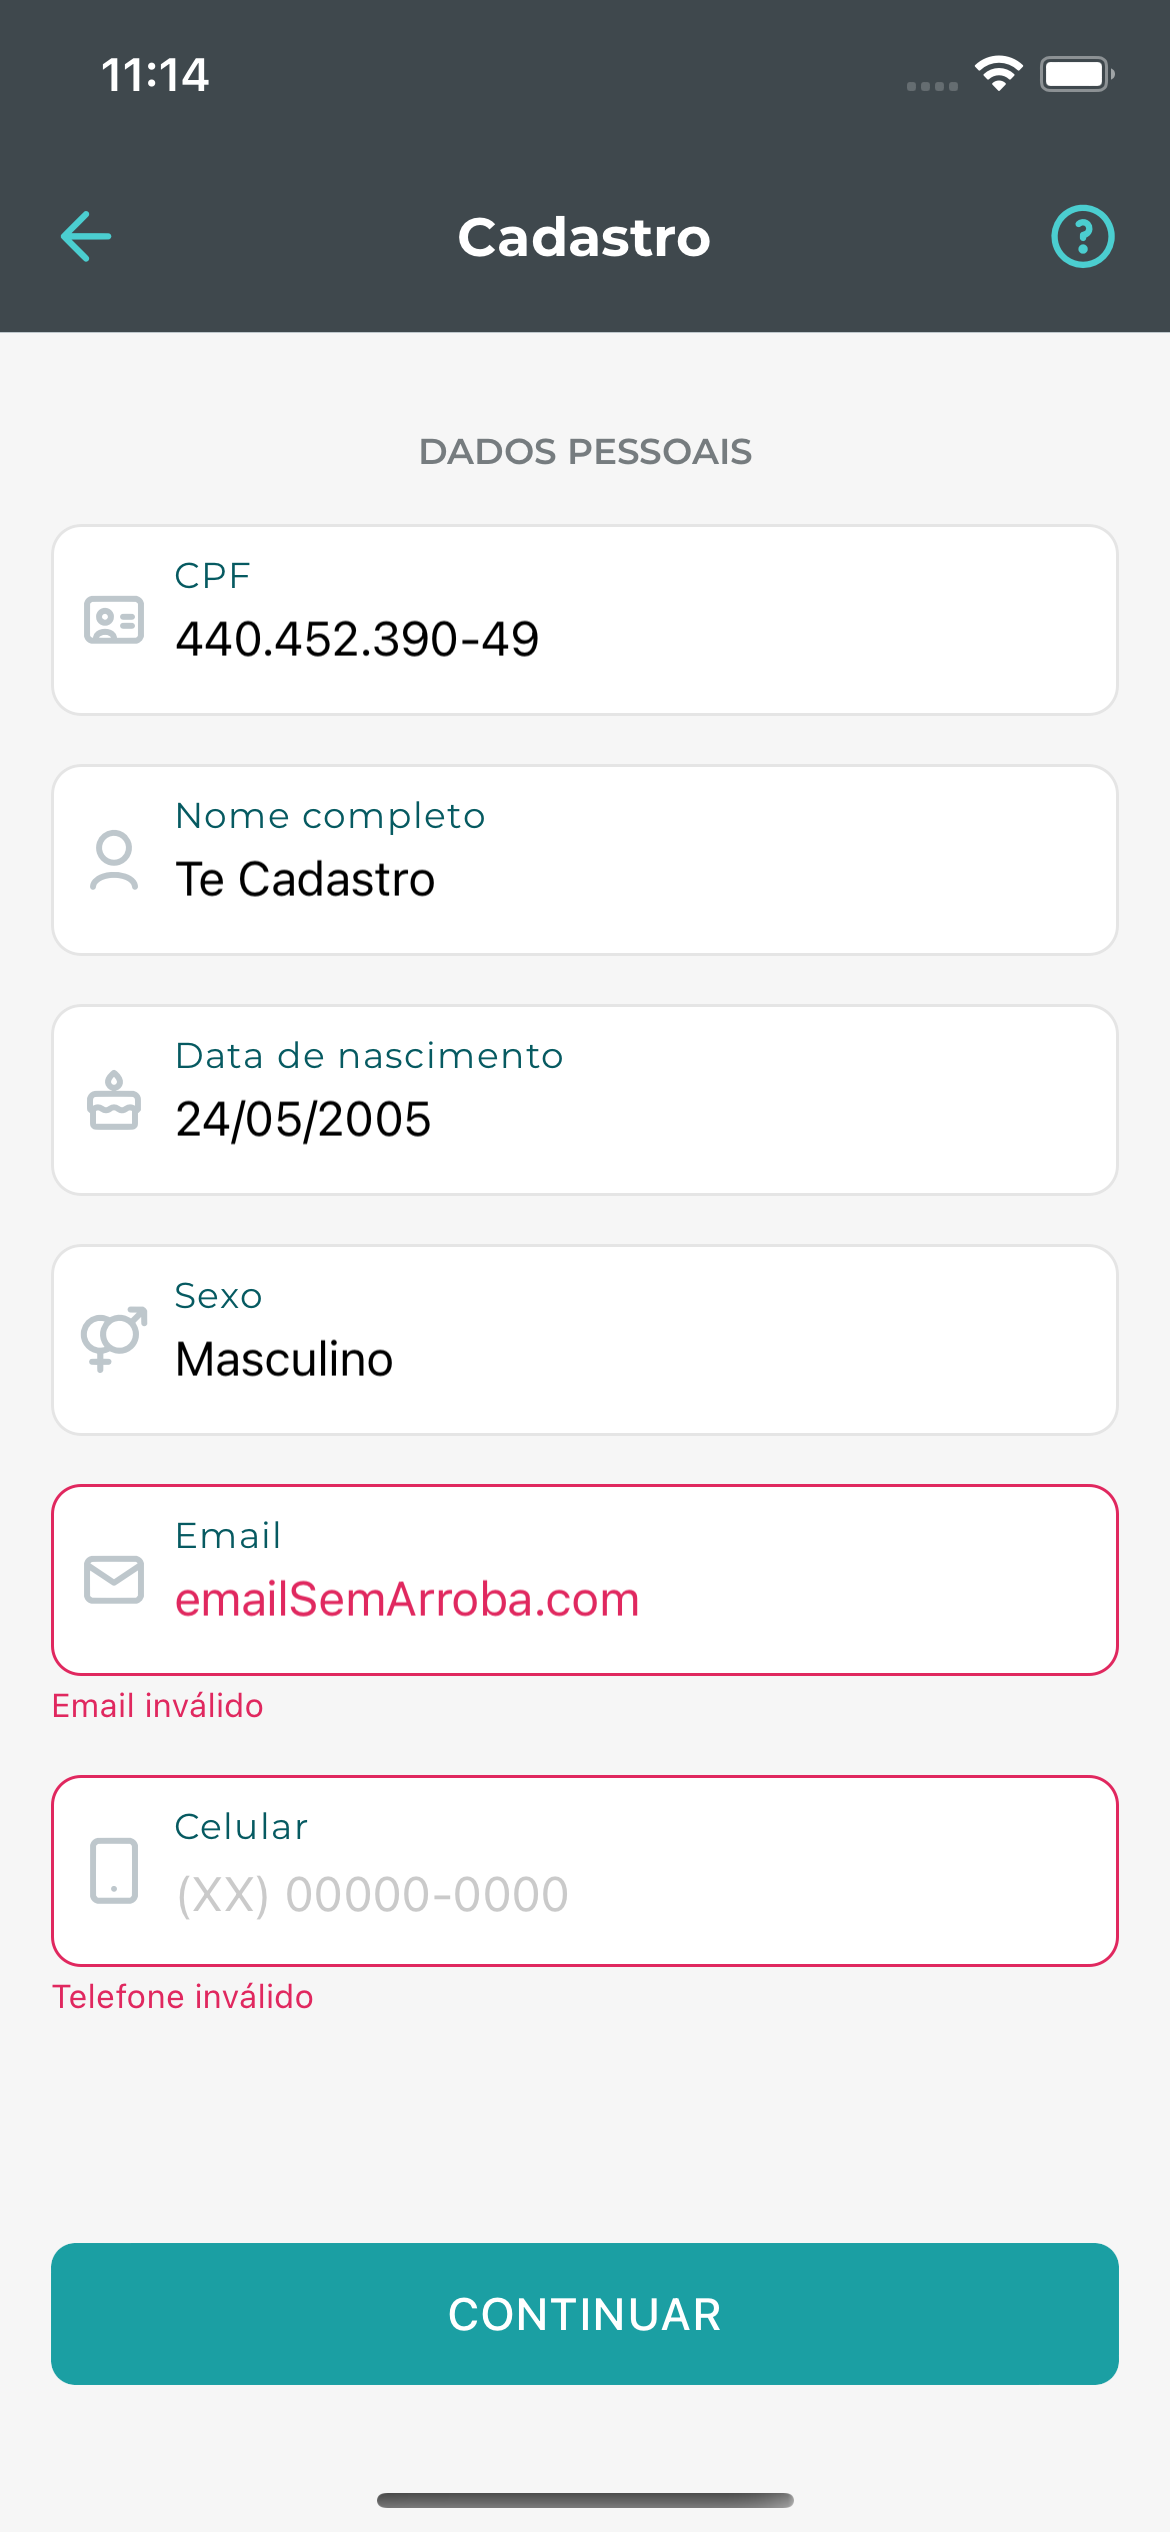 11:14
Cadastro
DADOS PESSOAIS
CPF
440.452.390-49
Nome completo
Te Cadastro
Data de nascimento
24/05/2005
Sexo
Masculino
Email
emailSemArroba.com
Email inválido
Celular
(XX) 00000-0000
Telefone inválido
CONTINUAR